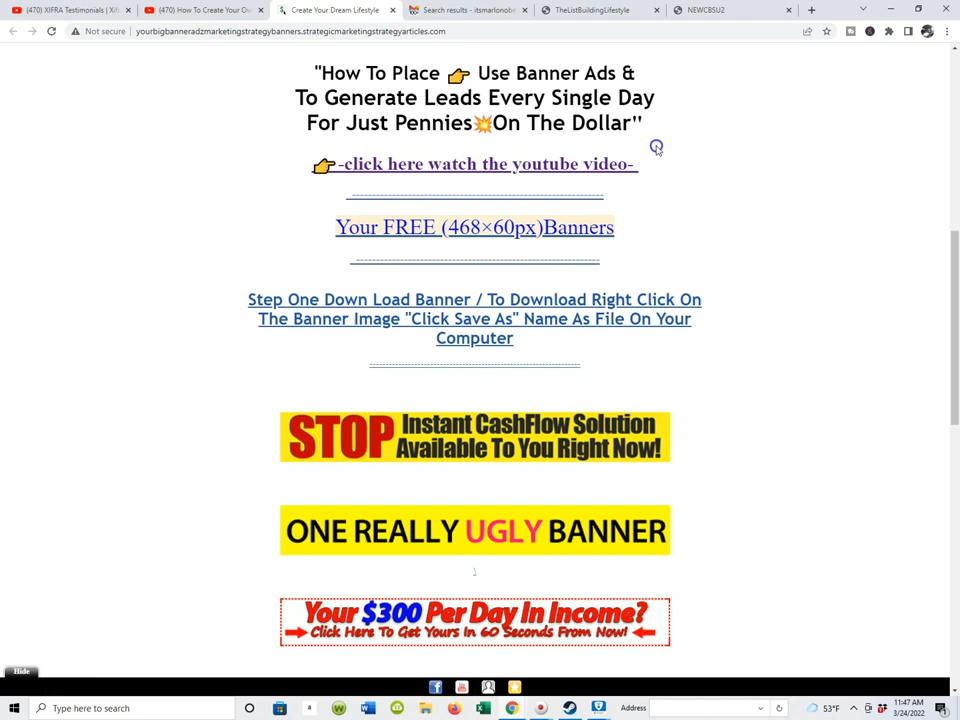 (470) XIFRA Testimonials | Xif
(470) How To Create Your Ow
Create Your Dream Lifestyle
Search results - itsmarlonobe
TheListBuildingLifestyle
NEWCBSU2
Not secure
yourbigbanneradzmarketingstrategybanners.strategicmarketingstrategyarticles.com
"How To Place 👉 Use Banner Ads &
To Generate Leads Every Single Day
For Just Pennies💥On The Dollar"
👉-click here watch the youtube video-
Your FREE (468×60px)Banners
Step One Down Load Banner / To Download Right Click On
The Banner Image "Click Save As" Name As File On Your
Computer
STOP Instant CashFlow Solution
Available To You Right Now!
ONE REALLY UGLY BANNER
Your $300 Per Day In Income?
Click Here To Get Yours In 60 Seconds From Now!
Hide
Type here to search
Address
53°F
11:47 AM
3/24/2022